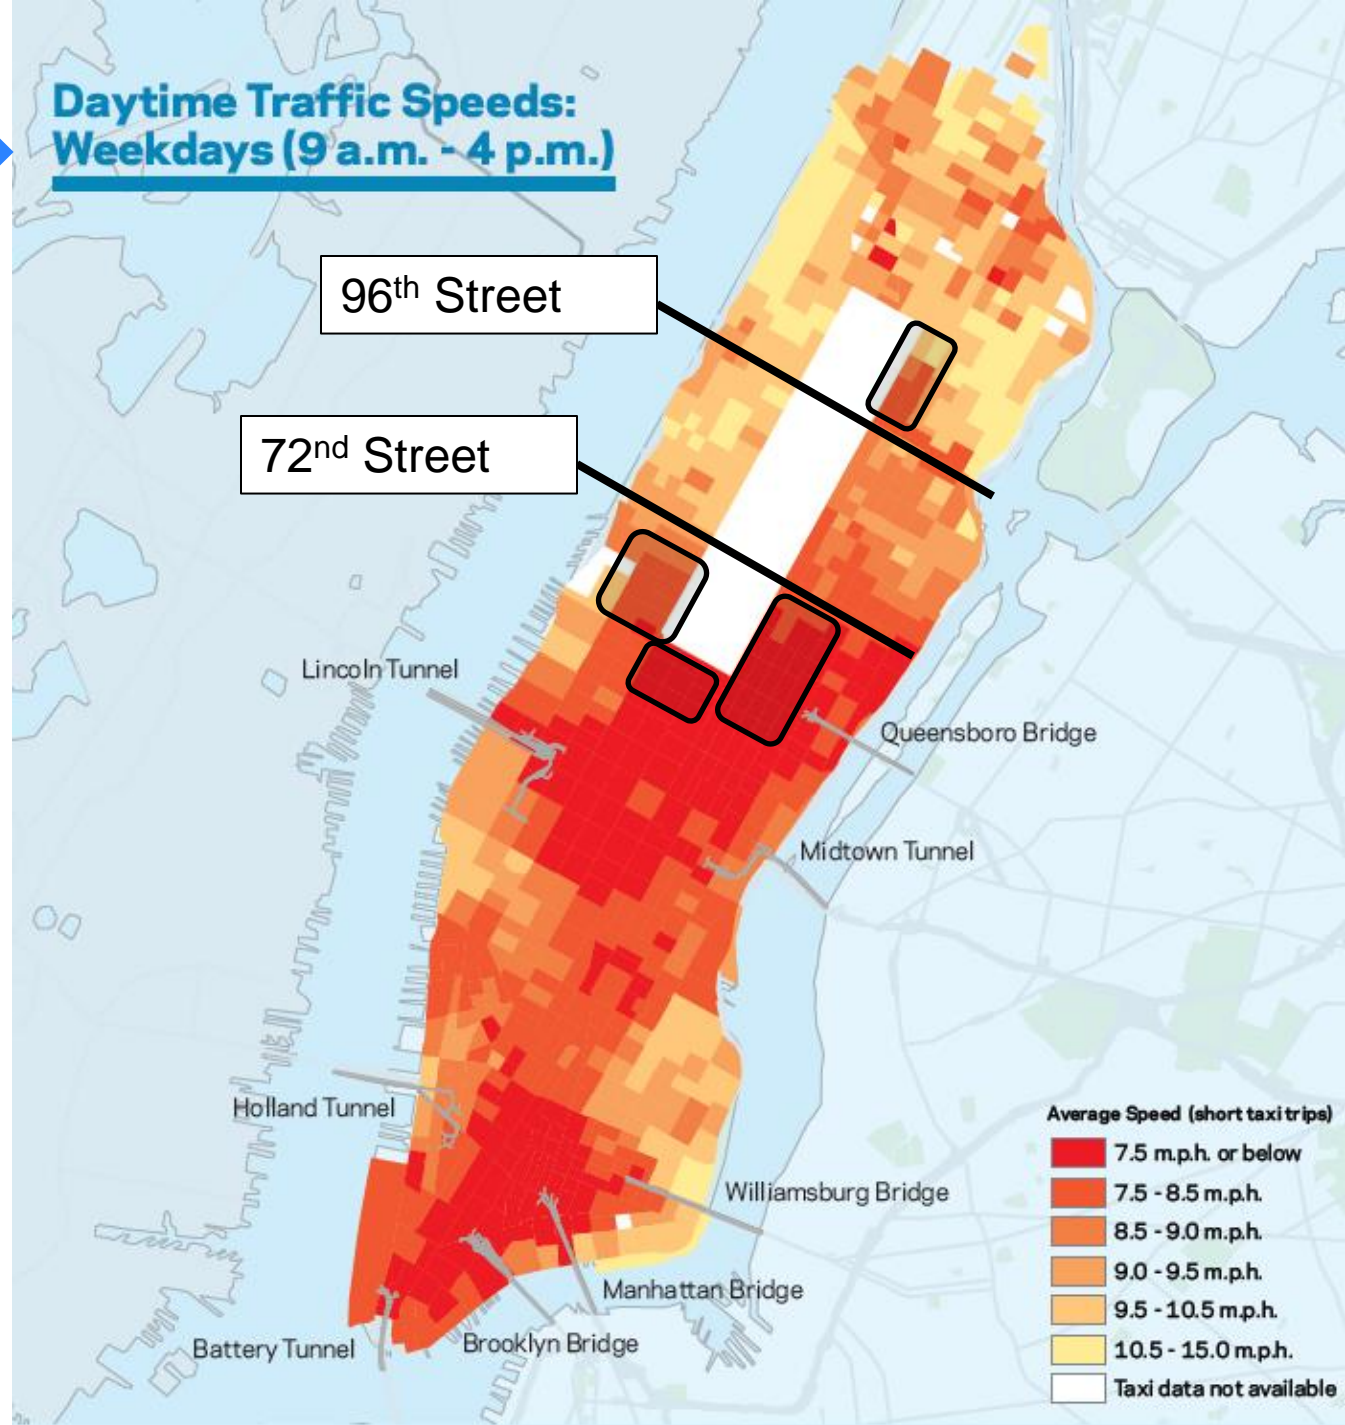 Daytime Traffic Speeds:
Weekdays (9 a.m. - 4 p.m.)
96th Street
72nd Street
Lincoln Tunnel
Queensboro Bridge
Midtown Tunnel
Holland Tunnel
Williamsburg Bridge
Manhattan Bridge
Brooklyn Bridge
Battery Tunnel
Average Speed (short taxi trips)
7.5 m.p.h. or below
7.5 - 8.5 m.p.h.
8.5 - 9.0 m.p.h.
9.0 - 9.5 m.p.h.
9.5 - 10.5 m.p.h.
10.5 - 15.0 m.p.h.
Taxi data not available